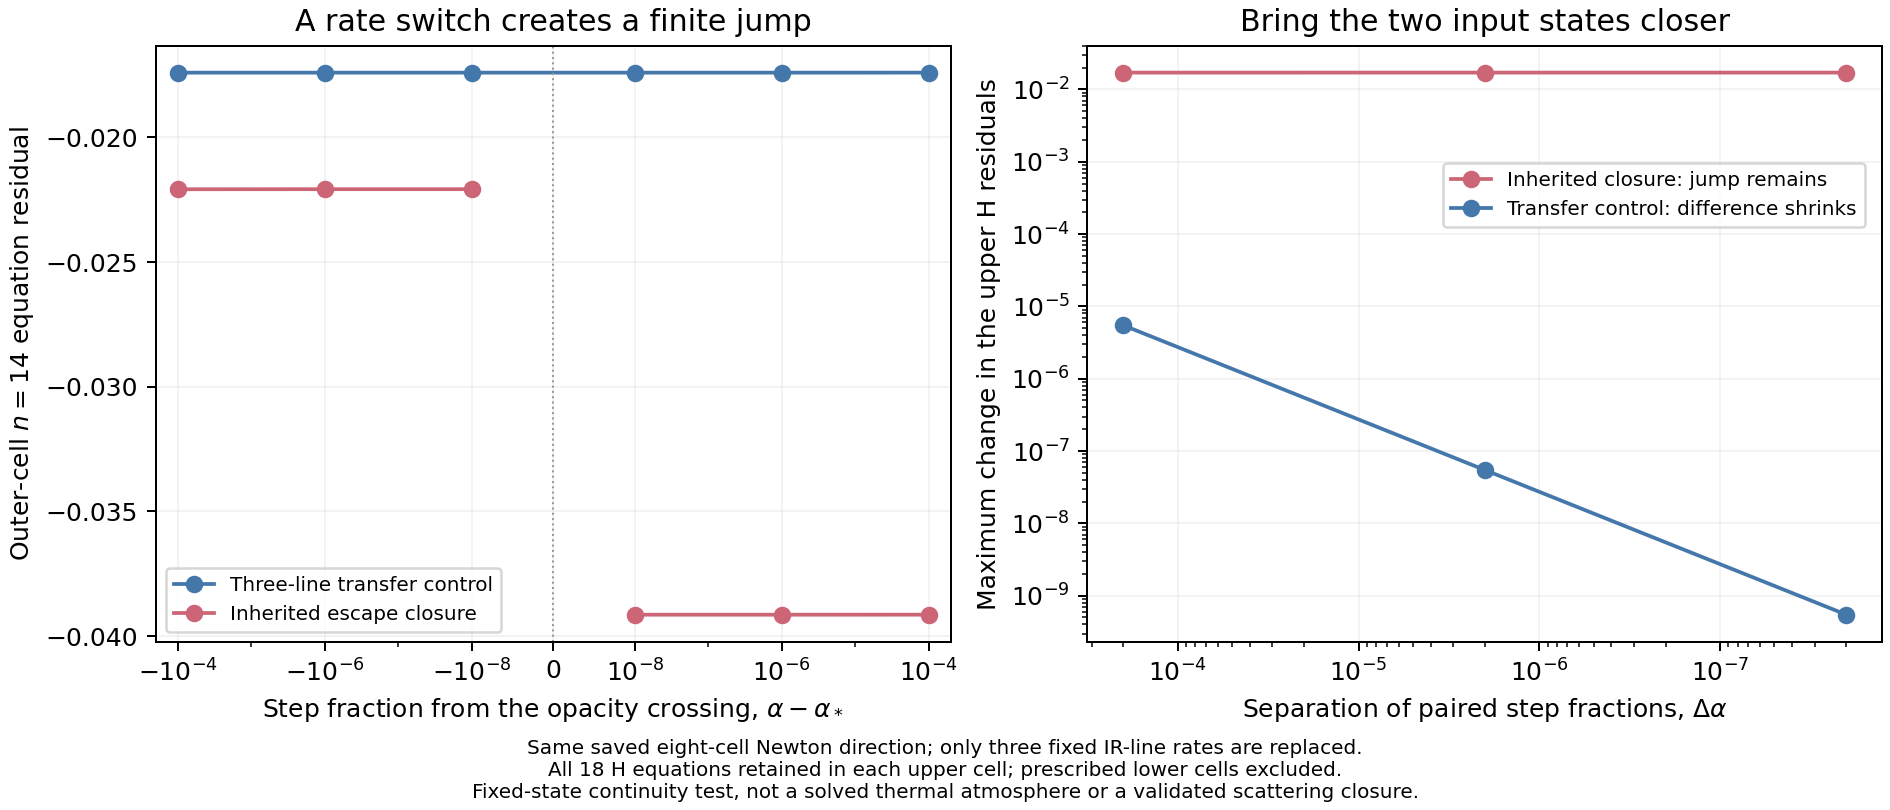 A rate switch creates a finite jump
Outer-cell n = 14 equation residual
−0.020
−0.025
−0.030
−0.035
−0.040
Three-line transfer control
Inherited escape closure
−10⁻⁴
−10⁻⁶
−10⁻⁸
0
10⁻⁸
10⁻⁶
10⁻⁴
Step fraction from the opacity crossing, α − α*
Bring the two input states closer
Maximum change in the upper H residuals
10⁻²
10⁻³
10⁻⁴
10⁻⁵
10⁻⁶
10⁻⁷
10⁻⁸
10⁻⁹
Inherited closure: jump remains
Transfer control: difference shrinks
10⁻⁴
10⁻⁵
10⁻⁶
10⁻⁷
Separation of paired step fractions, Δα
Same saved eight-cell Newton direction; only three fixed IR-line rates are replaced.
All 18 H equations retained in each upper cell; prescribed lower cells excluded.
Fixed-state continuity test, not a solved thermal atmosphere or a validated scattering closure.